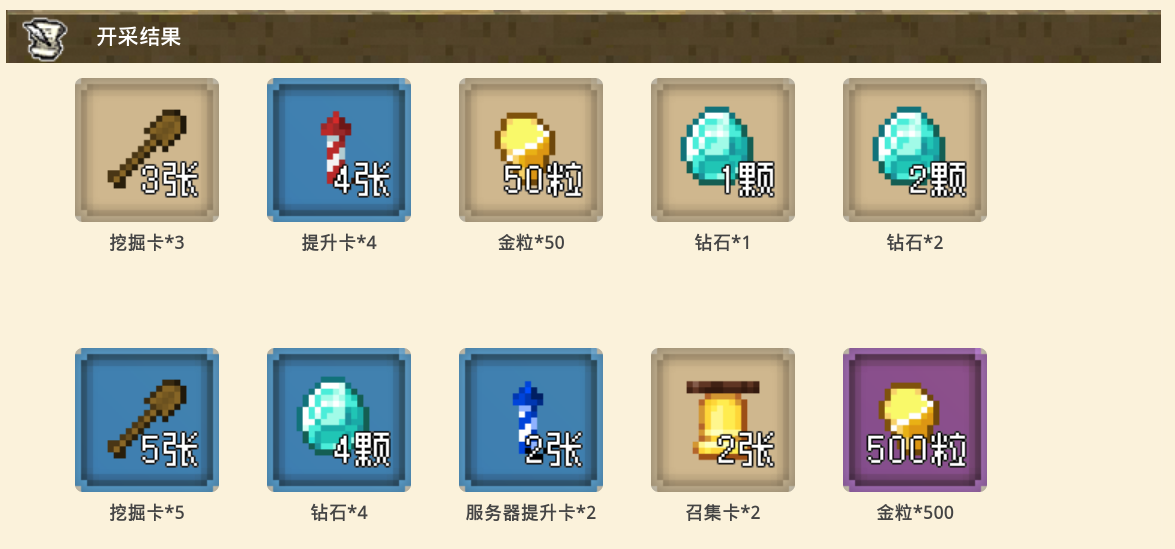 开采结果
3张
4张
50粒
1颗
2颗
挖掘卡*3
提升卡*4
金粒*50
钻石*1
钻石*2
5张
4颗
2张
2张
500粒
挖掘卡*5
钻石*4
服务器提升卡*2
召集卡*2
金粒*500